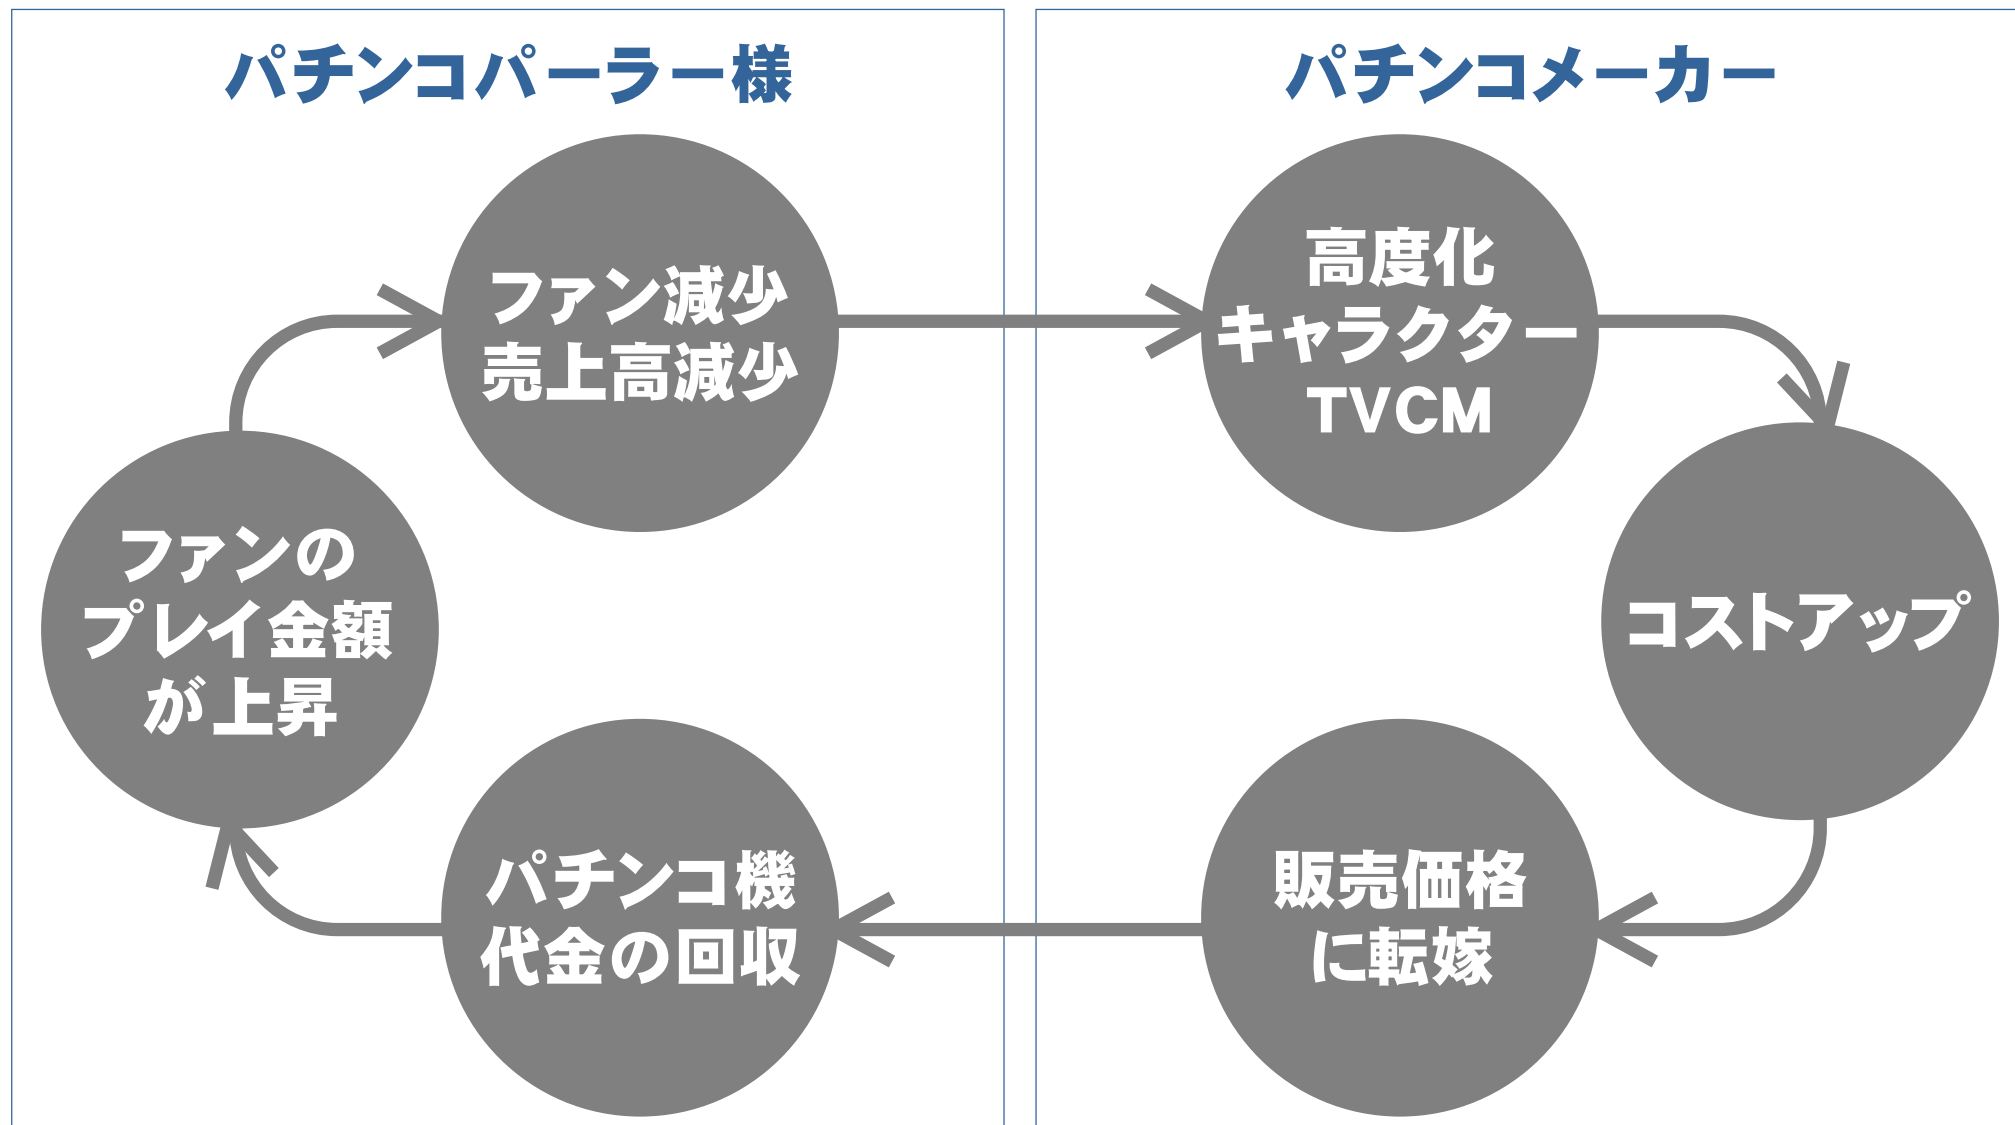 パチンコパーラー様
パチンコメーカー
ファン減少
売上高減少
高度化
キャラクター
TVCM
ファンの
プレイ金額
が上昇
コストアップ
パチンコ機
代金の回収
販売価格
に転嫁